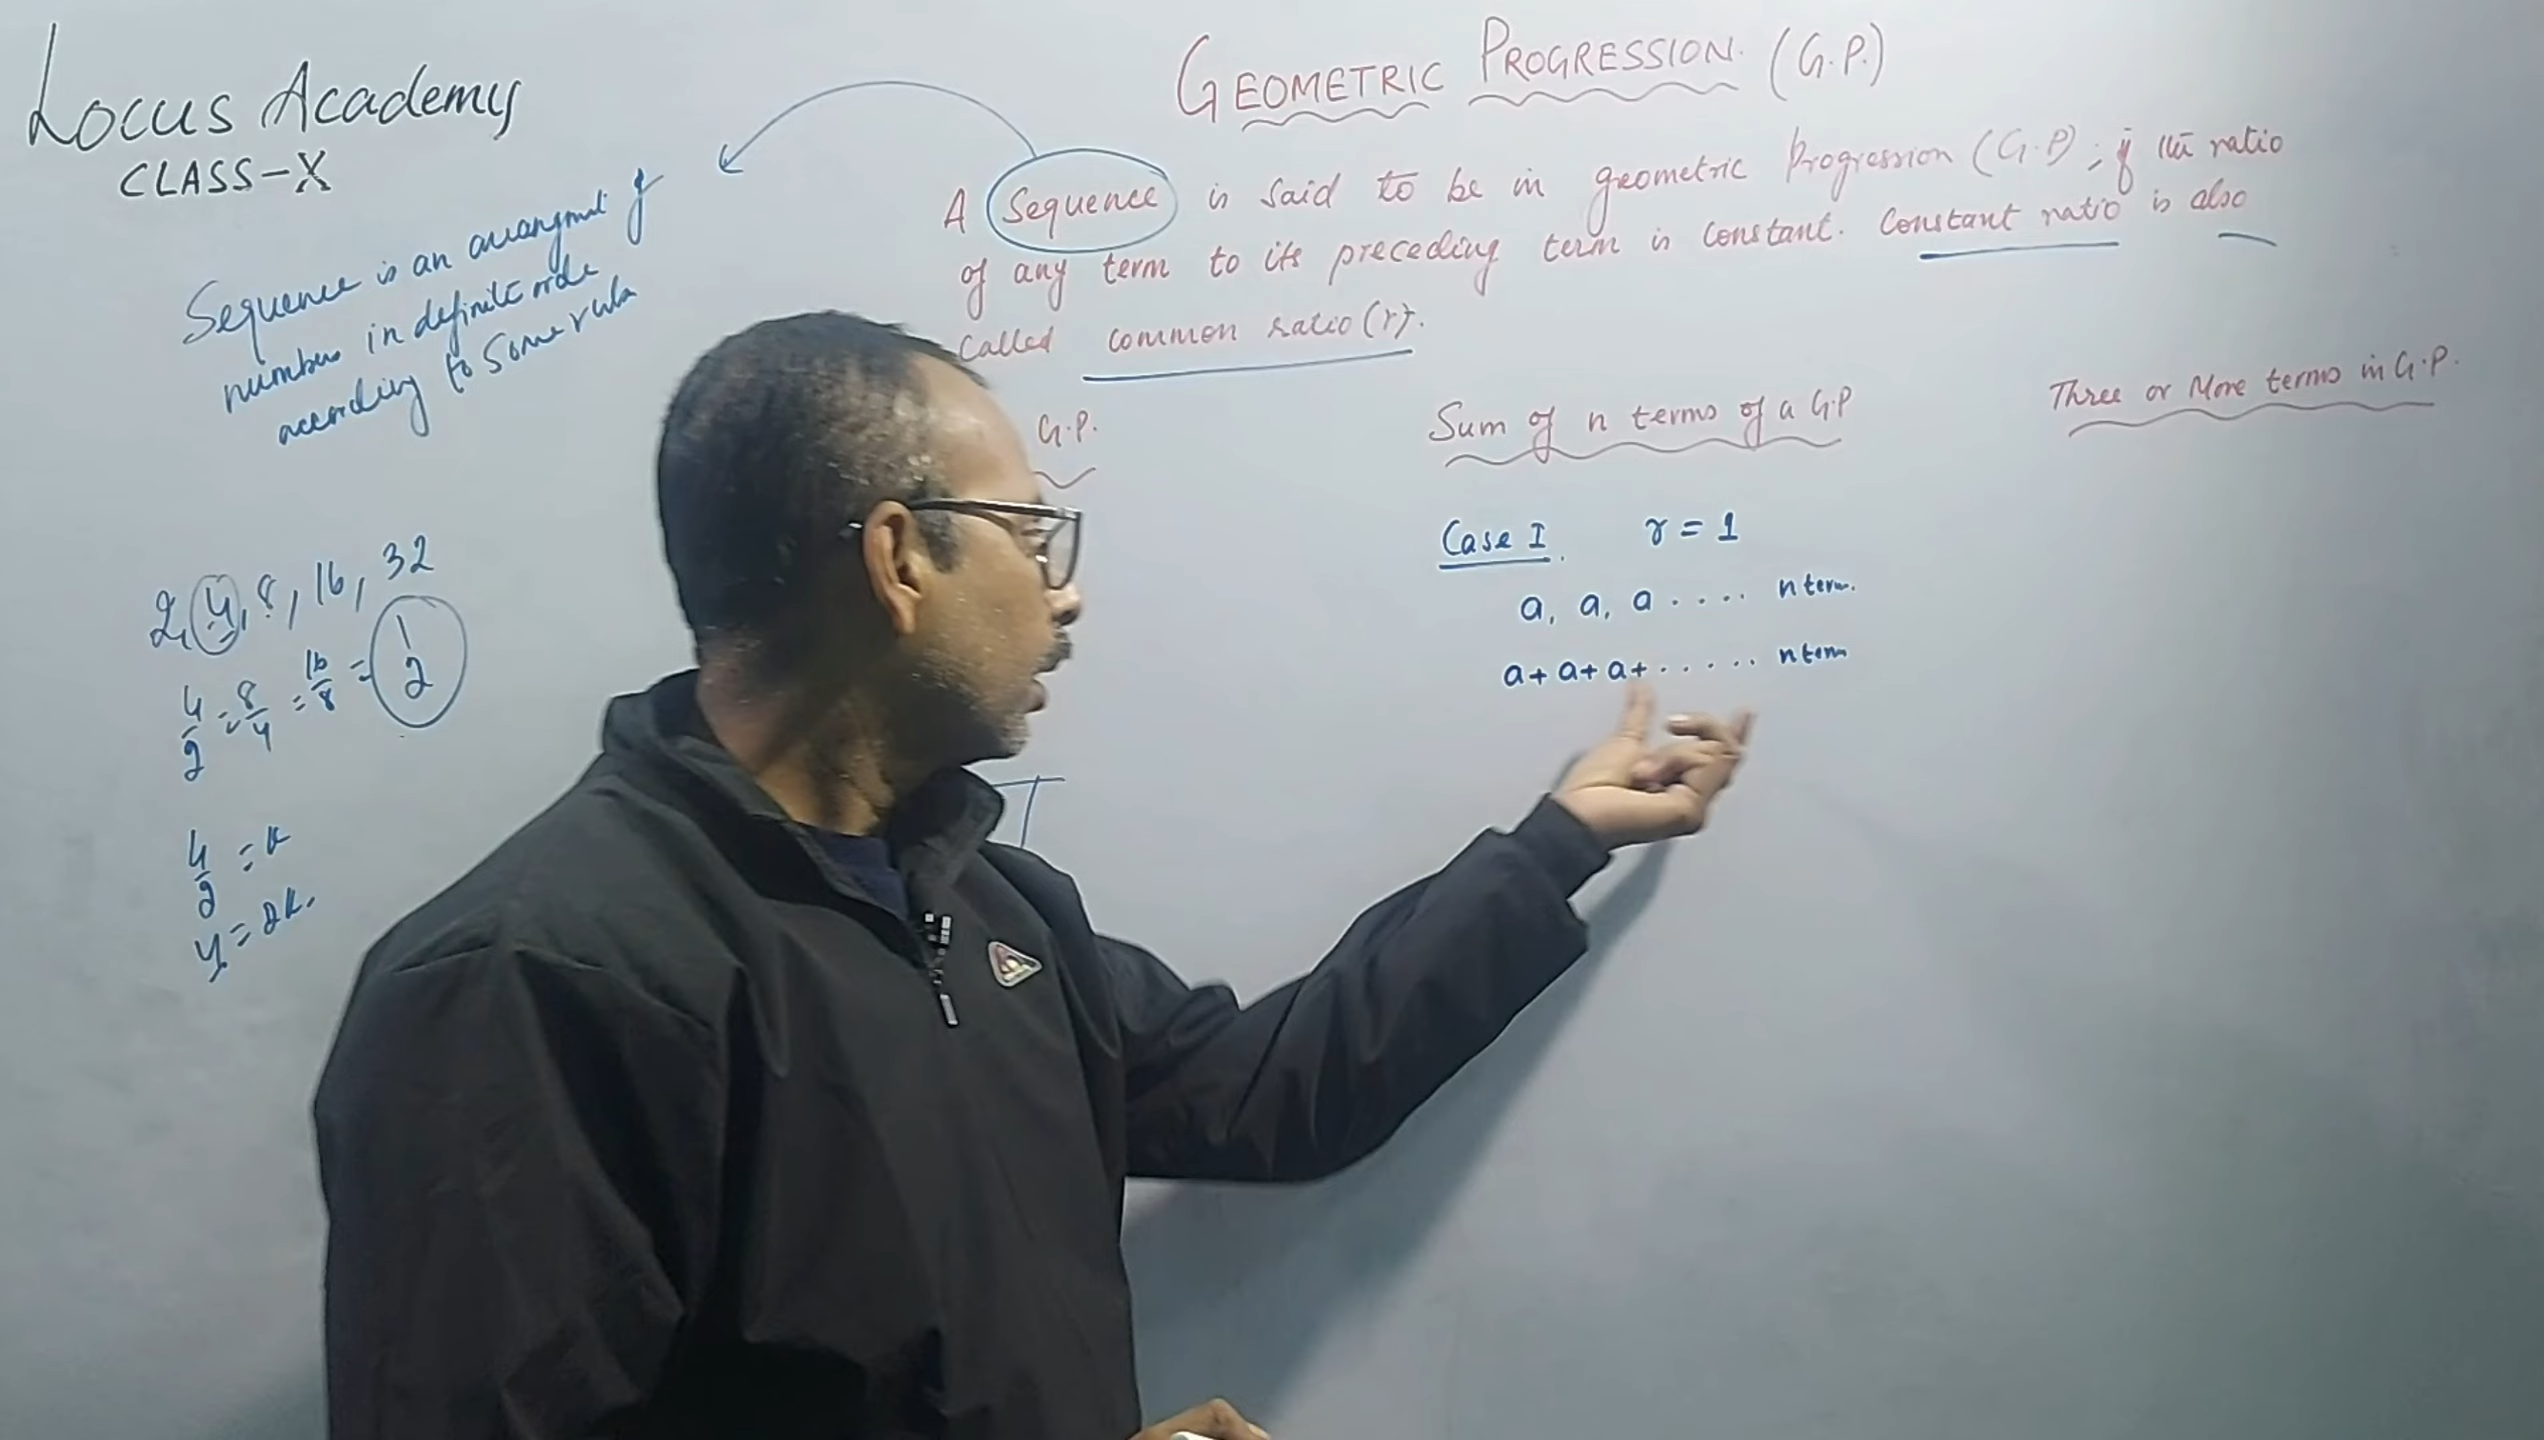 Locus Academy
CLASS-X
GEOMETRIC PROGRESSION. (G.P.)
A Sequence is said to be in geometric Progression (G.P); if the ratio
of any term to its preceding term is constant. Constant ratio is also
called common ratio (r).
Sequence is an arrangmut of
numbers in definite orde
according to some rule
G.P.
Sum of n terms of a G.P
Three or More terms in G.P.
Case I. r = 1
a, a, a . . . . n term.
a + a + a + . . . . . n term
2, 4, 8, 16, 32
4/2 = 8/4 = 16/8 = 1/2
4/2 = k
4 = 2k.